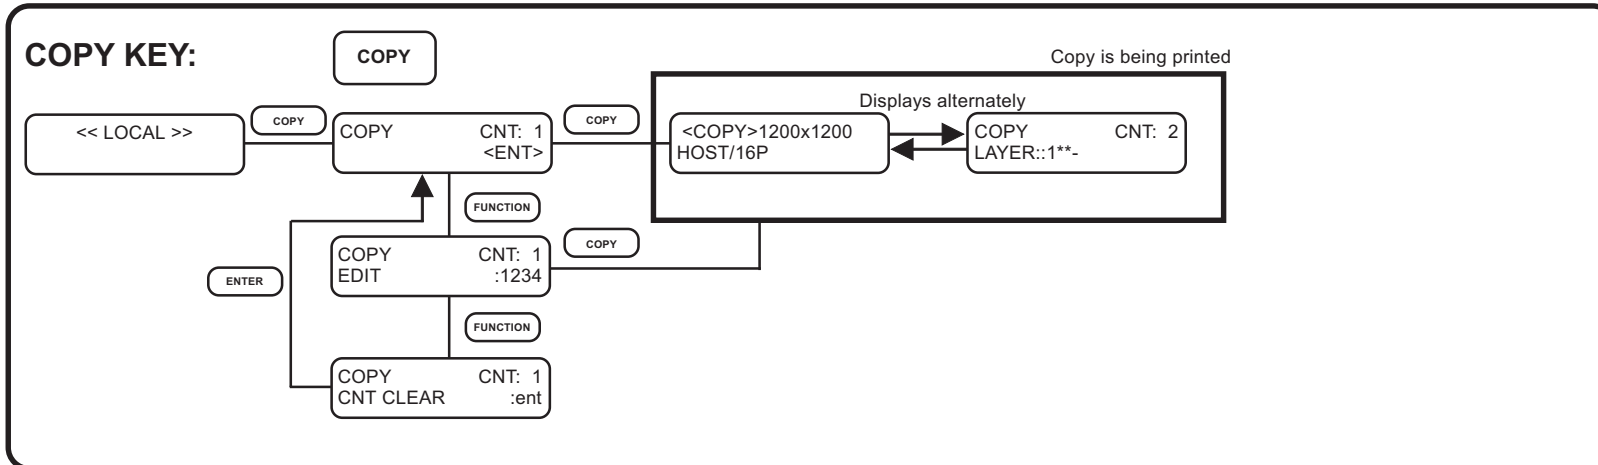 COPY KEY:
COPY
Copy is being printed
Displays alternately
<< LOCAL >>
COPY
COPY CNT: 1
<ENT>
COPY
<COPY>1200x1200
HOST/16P
COPY CNT: 2
LAYER::1**-
FUNCTION
COPY CNT: 1
EDIT :1234
COPY
ENTER
FUNCTION
COPY CNT: 1
CNT CLEAR :ent